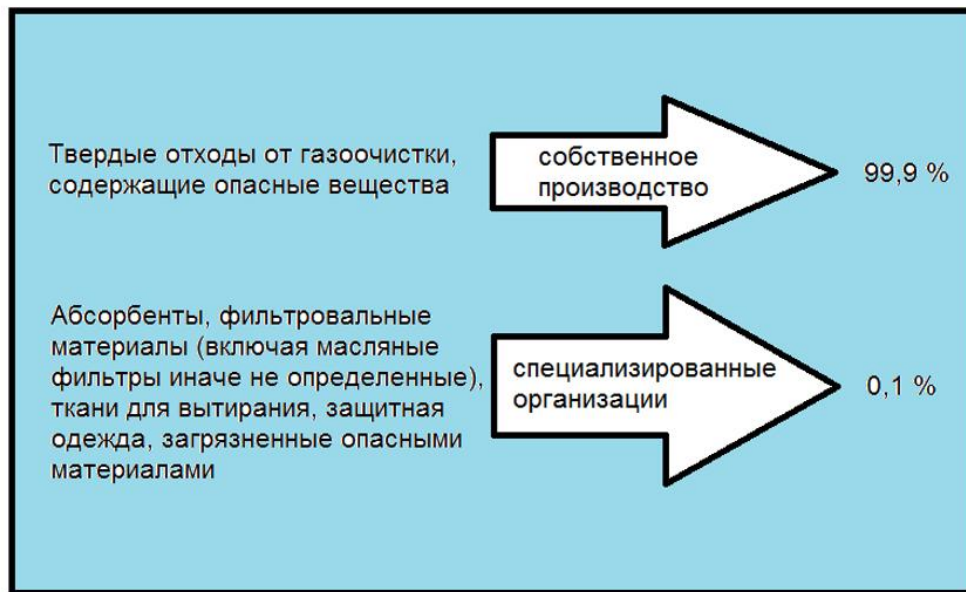 Твердые отходы от газоочистки,
содержащие опасные вещества
собственное
производство
99,9 %
Абсорбенты, фильтровальные
материалы (включая масляные
фильтры иначе не определенные),
ткани для вытирания, защитная
одежда, загрязненные опасными
материалами
специализированные
организации
0,1 %